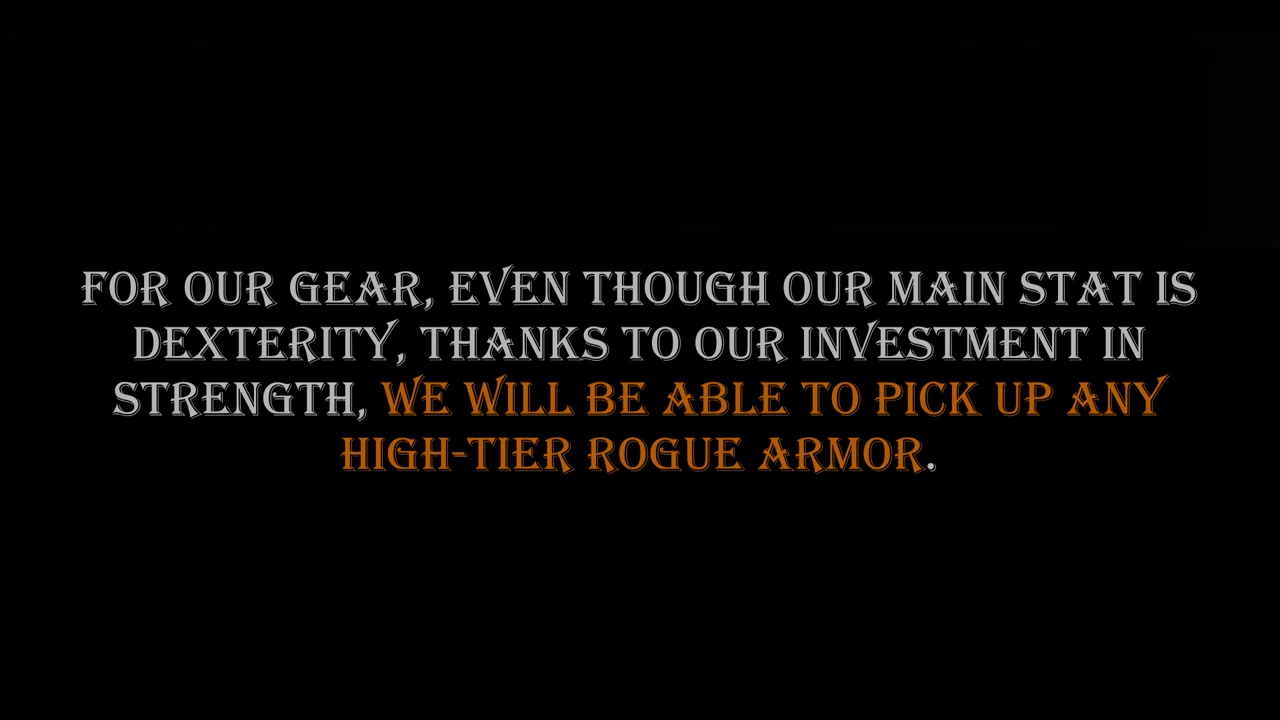 FOR OUR GEAR, EVEN THOUGH OUR MAIN STAT IS
DEXTERITY, THANKS TO OUR INVESTMENT IN
STRENGTH, WE WILL BE ABLE TO PICK UP ANY
HIGH-TIER ROGUE ARMOR.